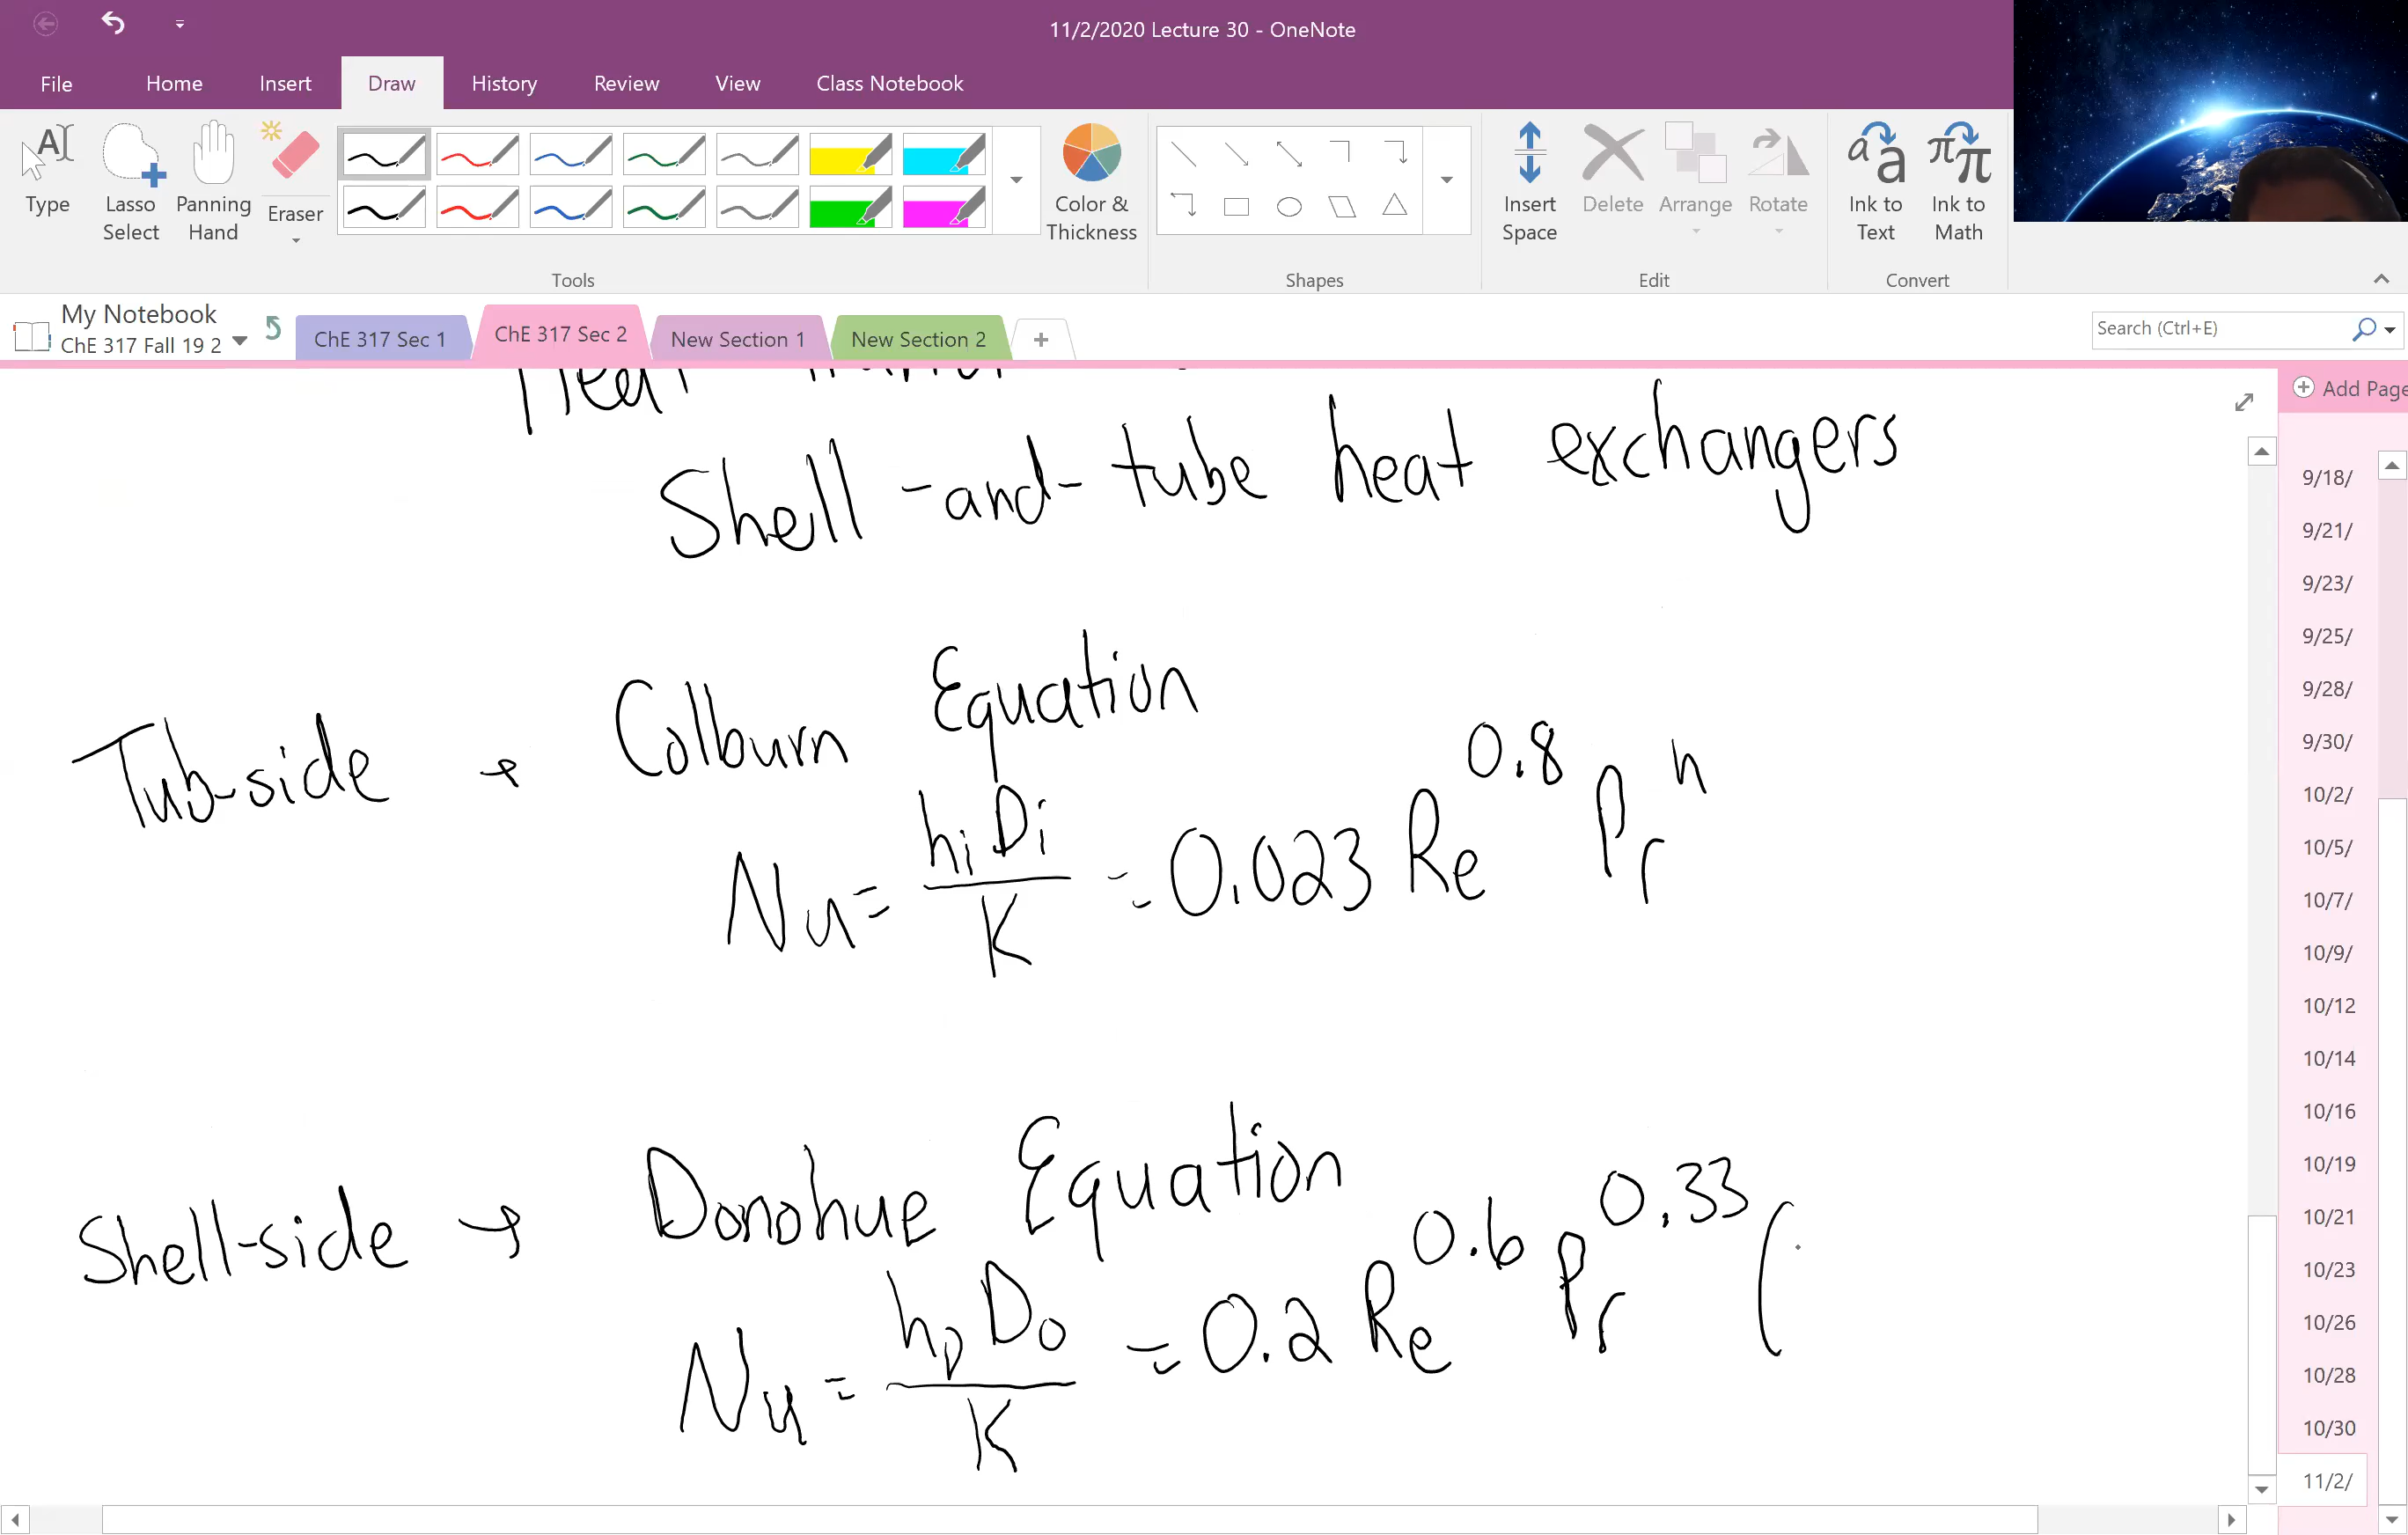 11/2/2020 Lecture 30 - OneNote
File Home Insert Draw History Review View Class Notebook
Type
Lasso Select
Panning Hand
Eraser
Color & Thickness
Insert Space
Delete
Arrange
Rotate
Ink to Text
Ink to Math
Tools Shapes Edit Convert
My Notebook
ChE 317 Fall 19 2
ChE 317 Sec 1
ChE 317 Sec 2
New Section 1
New Section 2
+
Search (Ctrl+E)
Add Page
Heat
Shell-and-tube heat exchangers
Tub-side → Colburn Equation
Nu = hiDi/K = 0.023 Re^0.8 Pr^n
Shell-side → Donohue Equation
Nu = hoDo/K = 0.2 Re^0.6 Pr^0.33 (
9/18/
9/21/
9/23/
9/25/
9/28/
9/30/
10/2/
10/5/
10/7/
10/9/
10/12
10/14
10/16
10/19
10/21
10/23
10/26
10/28
10/30
11/2/